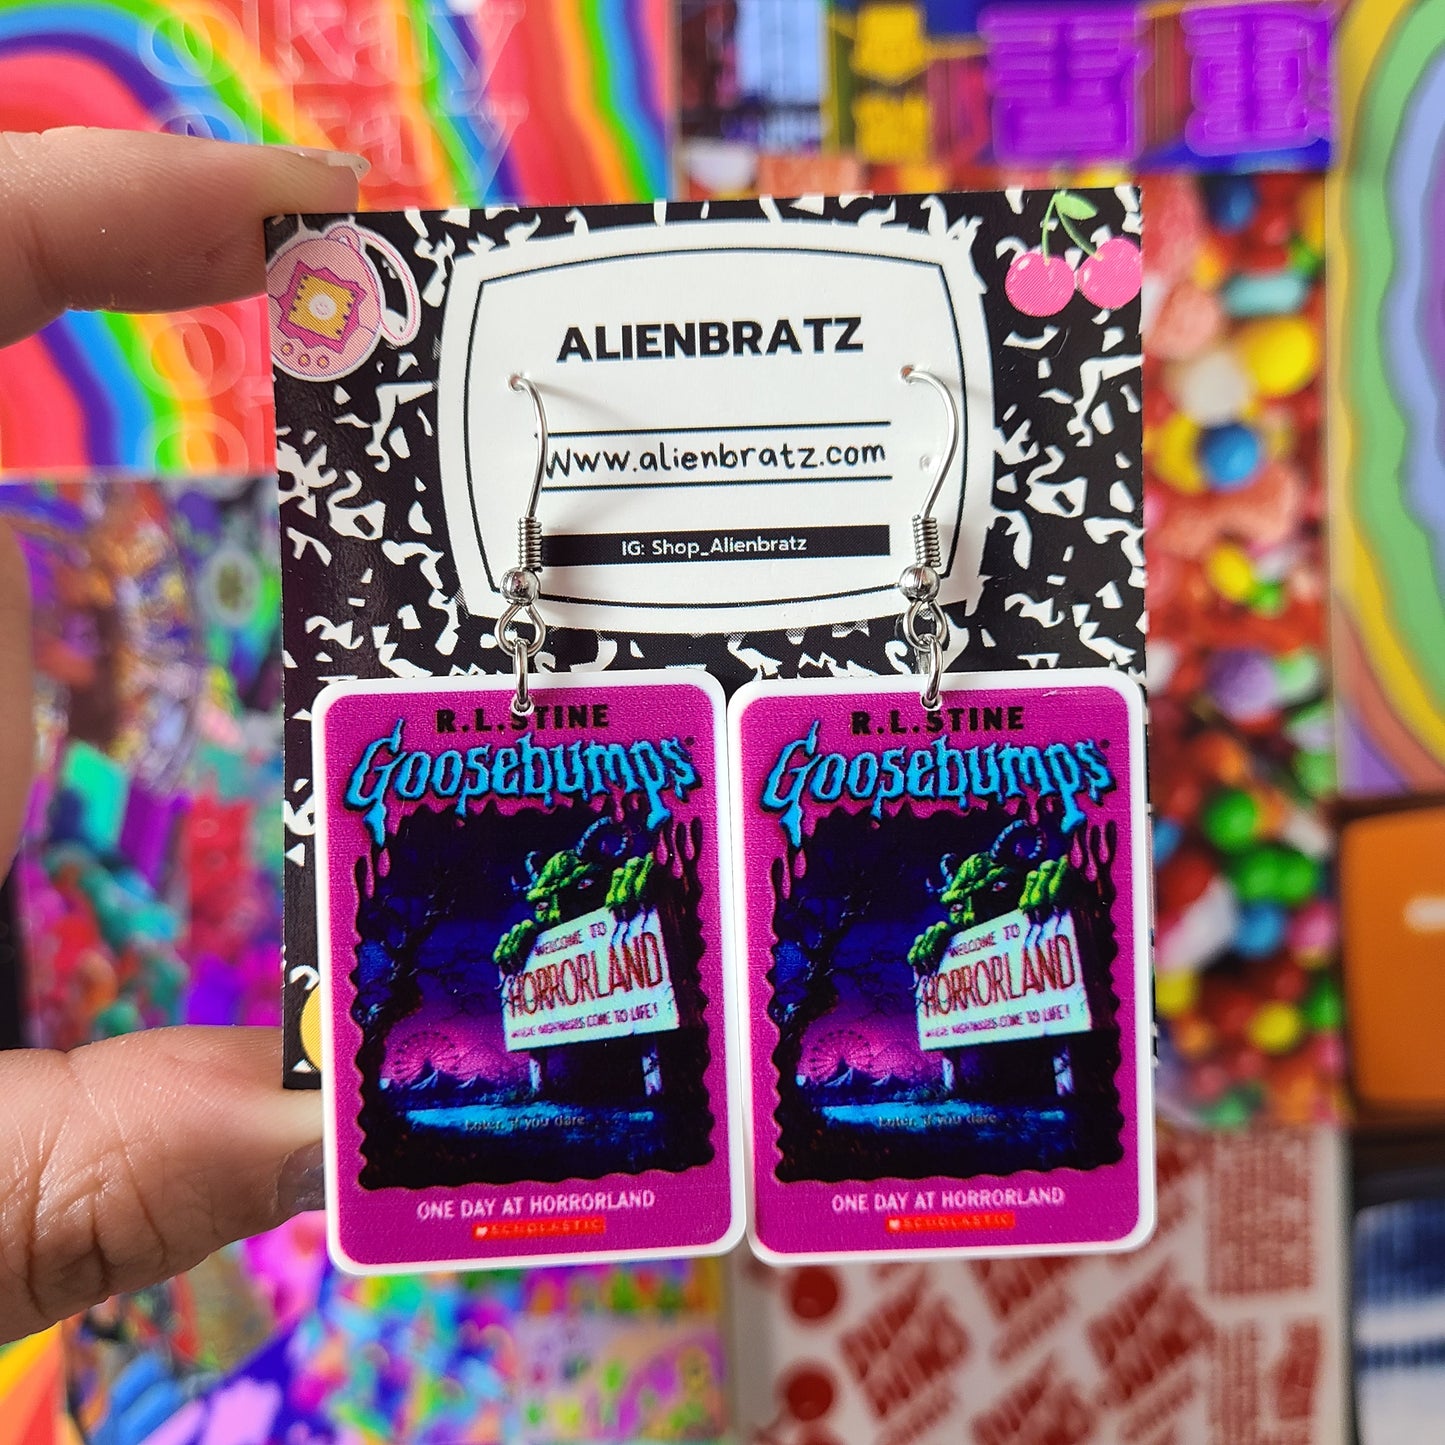 okay
okay
ALIENBRATZ
Www.alienbratz.com
IG: Shop_Alienbratz
R.L.STINE
Goosebumps
WELCOME TO
HORRORLAND
WHERE NIGHTMARES COME TO LIFE!
Enter, if you dare...
ONE DAY AT HORRORLAND
SCHOLASTIC
R.L.STINE
Goosebumps
WELCOME TO
HORRORLAND
WHERE NIGHTMARES COME TO LIFE!
Enter, if you dare...
ONE DAY AT HORRORLAND
SCHOLASTIC